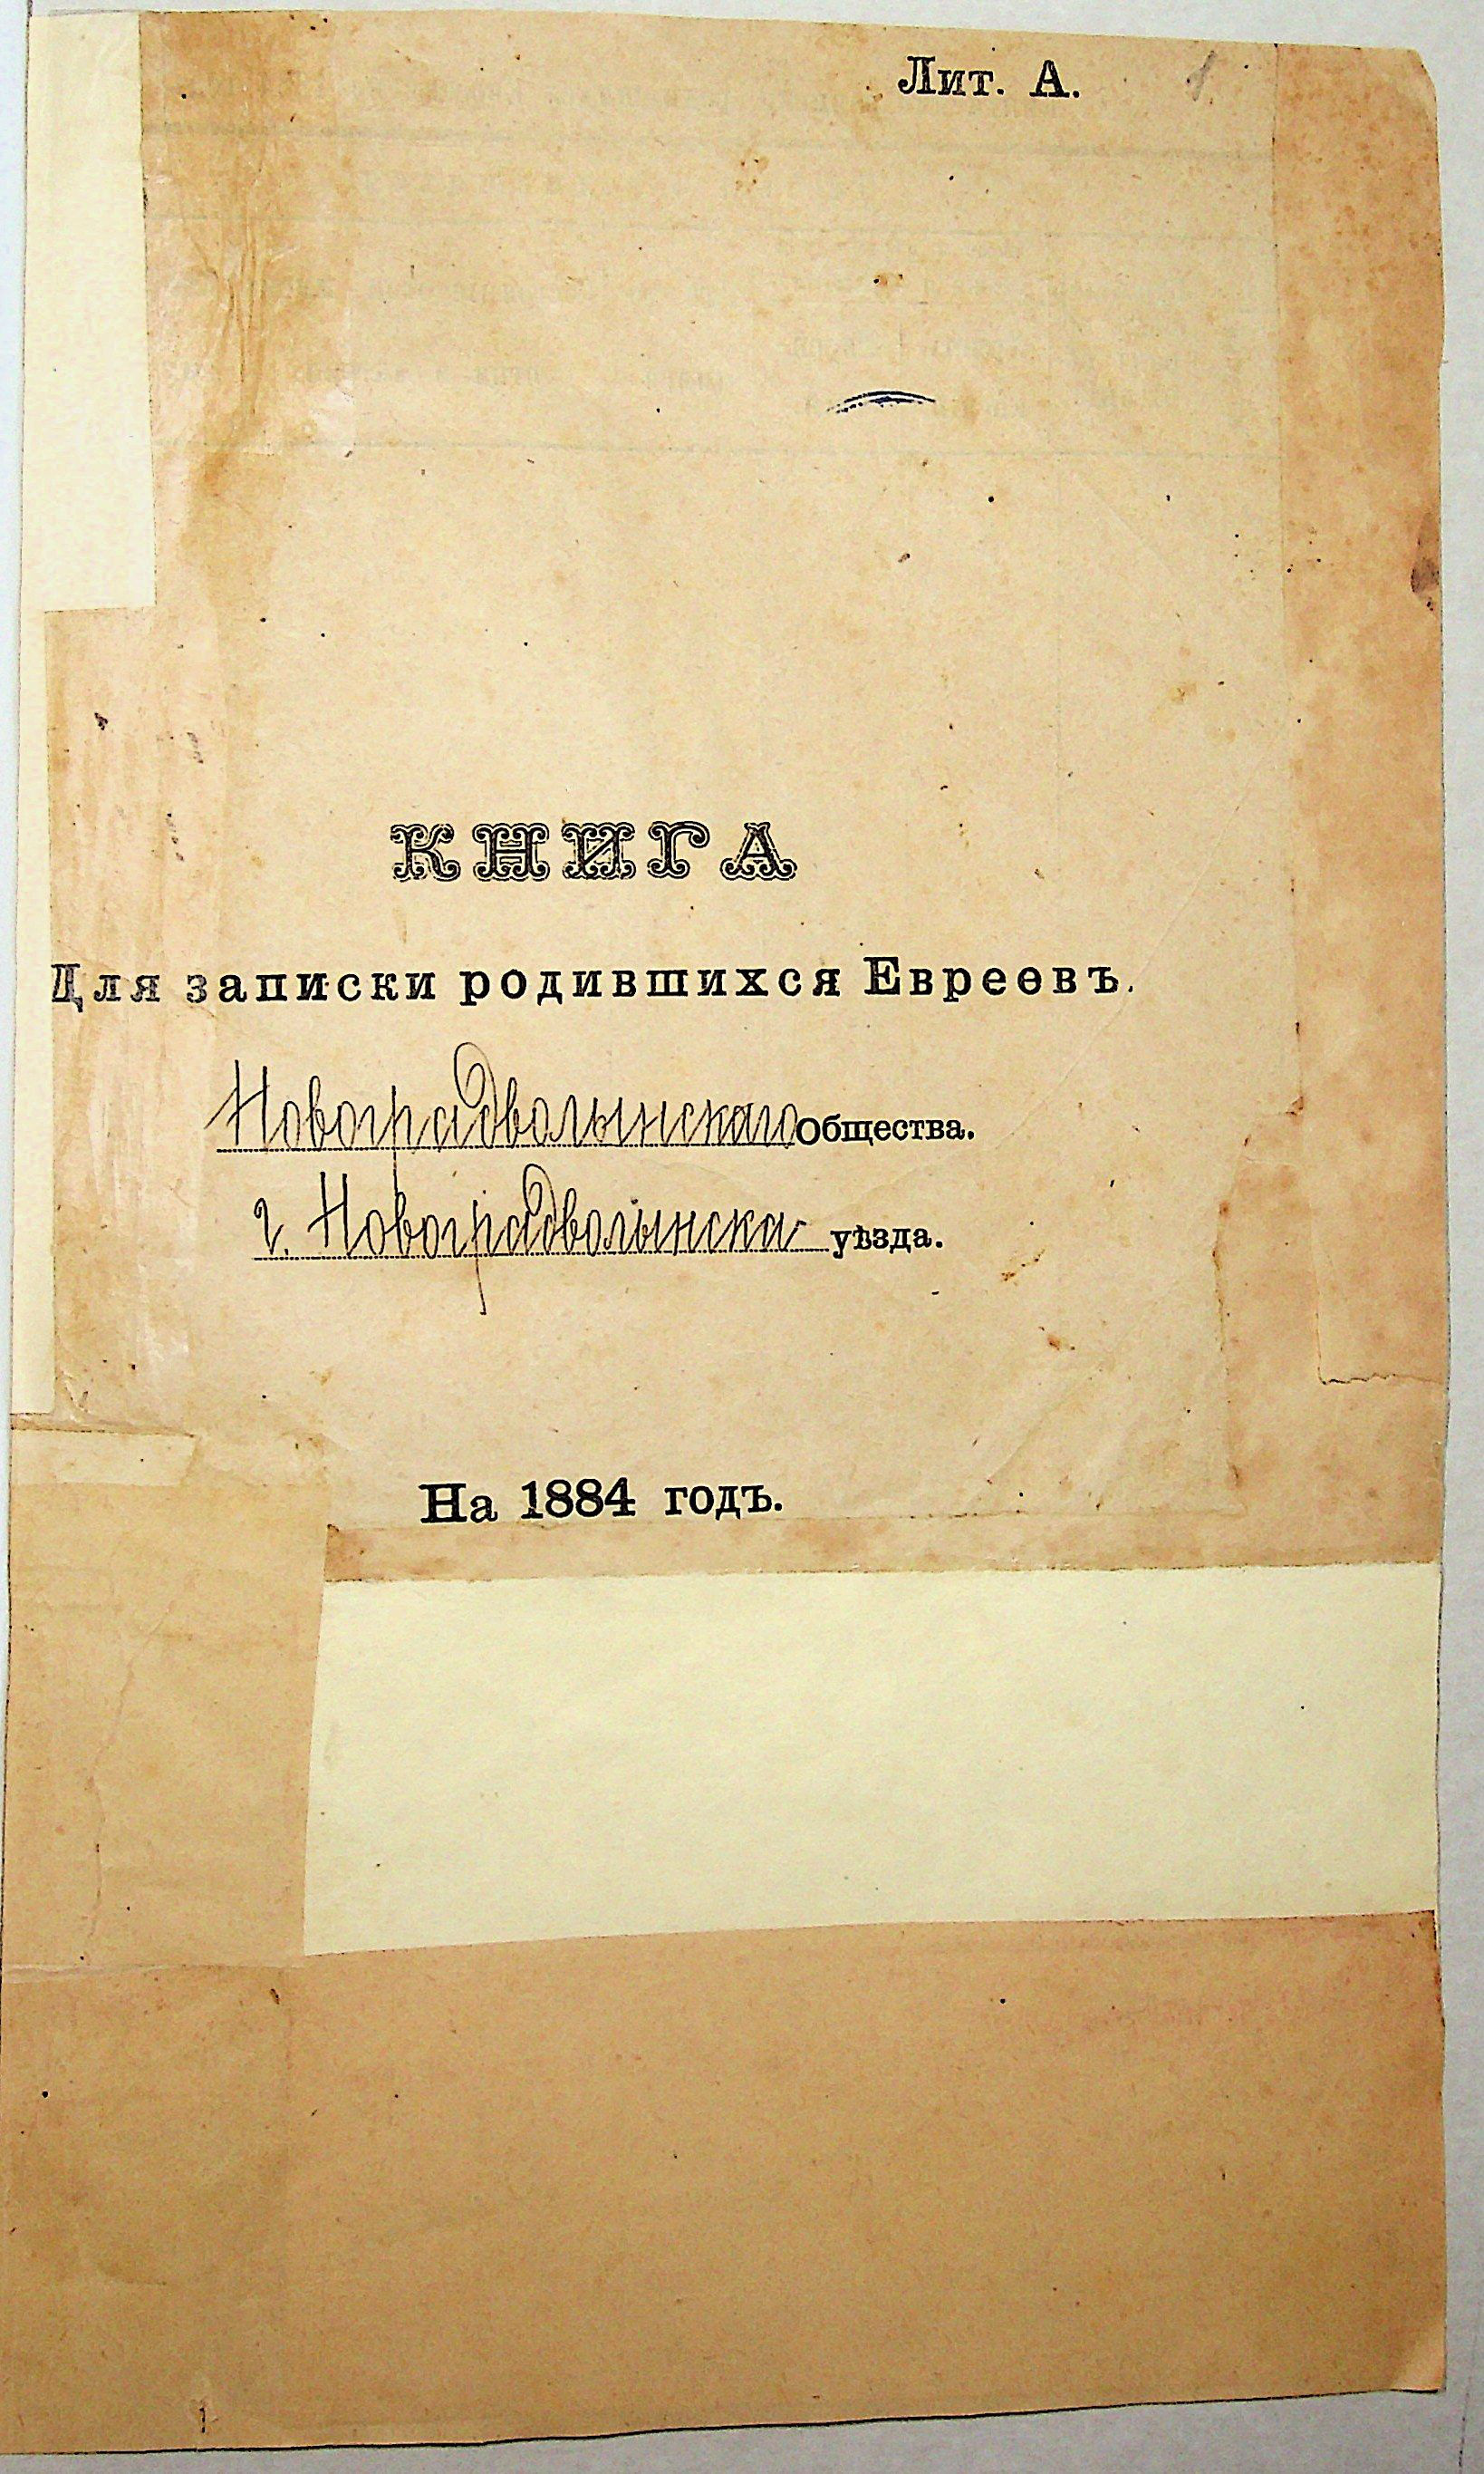 Лит. А.
КНИГА
Для записки родившихся Евреевъ.
Новоградволынскаго общества.
г. Новоградволынска уѣзда.
На 1884 годъ.